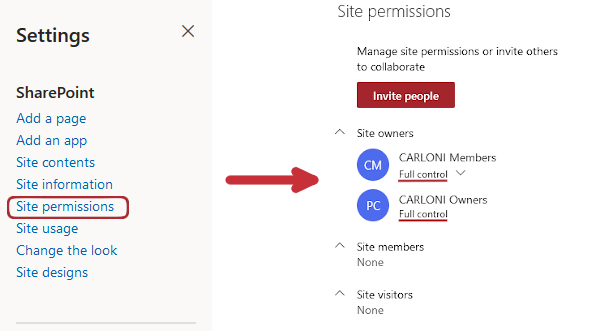 Settings
SharePoint
Add a page
Add an app
Site contents
Site information
Site permissions
Site usage
Change the look
Site designs
Site permissions
Manage site permissions or invite others
to collaborate
Invite people
Site owners
CM
CARLONI Members
Full control
PC
CARLONI Owners
Full control
Site members
None
Site visitors
None